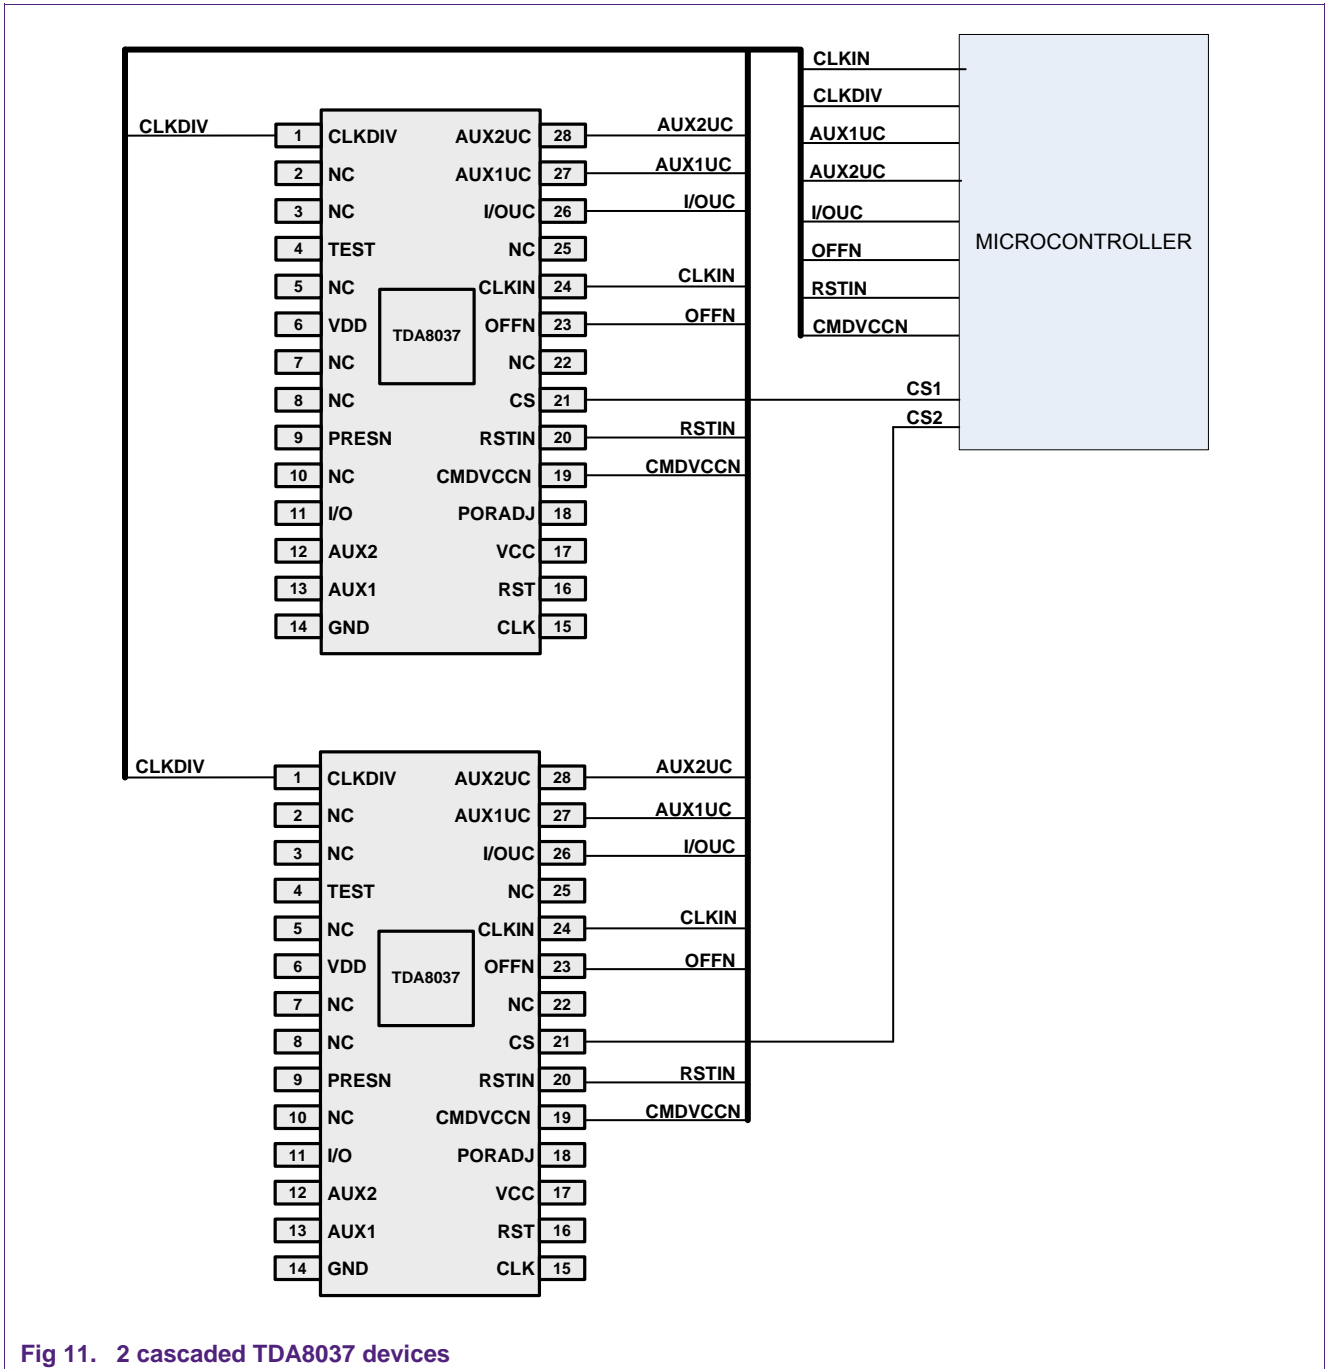 CLKIN
CLKDIV
AUX1UC
AUX2UC
I/OUC
OFFN
RSTIN
CMDVCCN
CS1
CS2
MICROCONTROLLER
CLKDIV 1 CLKDIV AUX2UC 28 AUX2UC
2 NC AUX1UC 27 AUX1UC
3 NC I/OUC 26 I/OUC
4 TEST NC 25
5 NC CLKIN 24 CLKIN
6 VDD TDA8037 OFFN 23 OFFN
7 NC NC 22
8 NC CS 21
9 PRESN RSTIN 20 RSTIN
10 NC CMDVCCN 19 CMDVCCN
11 I/O PORADJ 18
12 AUX2 VCC 17
13 AUX1 RST 16
14 GND CLK 15
CLKDIV 1 CLKDIV AUX2UC 28 AUX2UC
2 NC AUX1UC 27 AUX1UC
3 NC I/OUC 26 I/OUC
4 TEST NC 25
5 NC CLKIN 24 CLKIN
6 VDD TDA8037 OFFN 23 OFFN
7 NC NC 22
8 NC CS 21
9 PRESN RSTIN 20 RSTIN
10 NC CMDVCCN 19 CMDVCCN
11 I/O PORADJ 18
12 AUX2 VCC 17
13 AUX1 RST 16
14 GND CLK 15
Fig 11. 2 cascaded TDA8037 devices